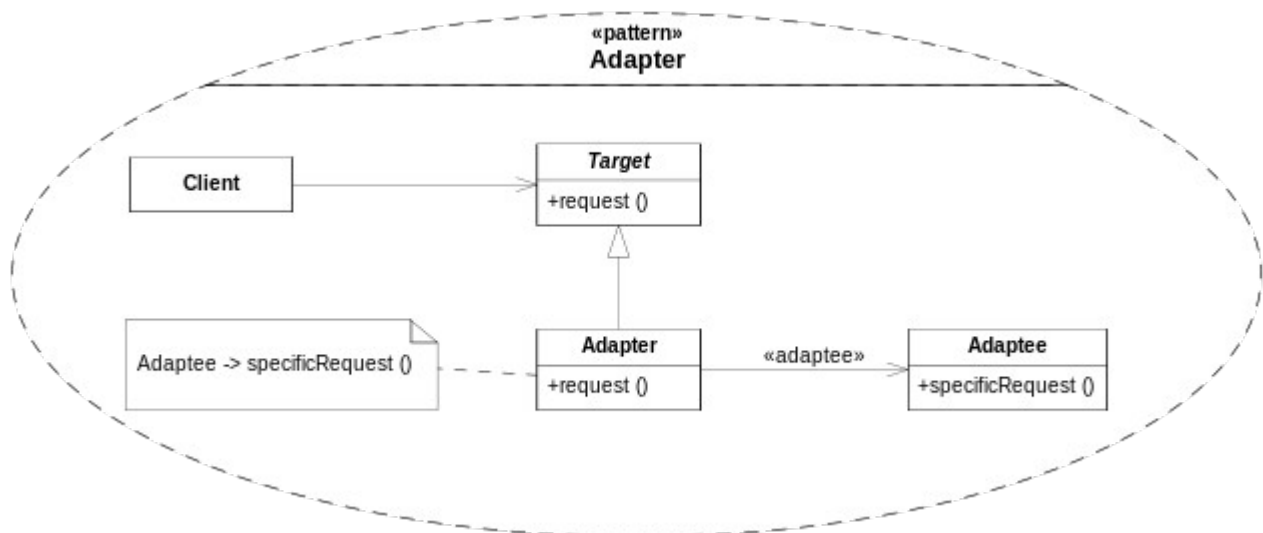 «pattern»
Adapter
Client
Target
+request ()
Adaptee -> specificRequest ()
Adapter
+request ()
«adaptee»
Adaptee
+specificRequest ()